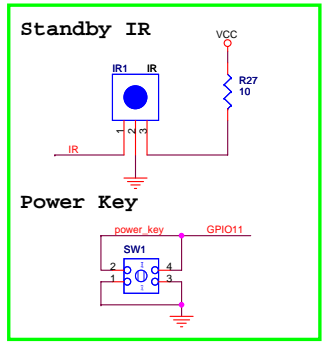 Standby IR
VCC
IR1 IR
R27
10
1 2 3
IR
Power Key
power_key GPIO11
SW1
2 4
1 3